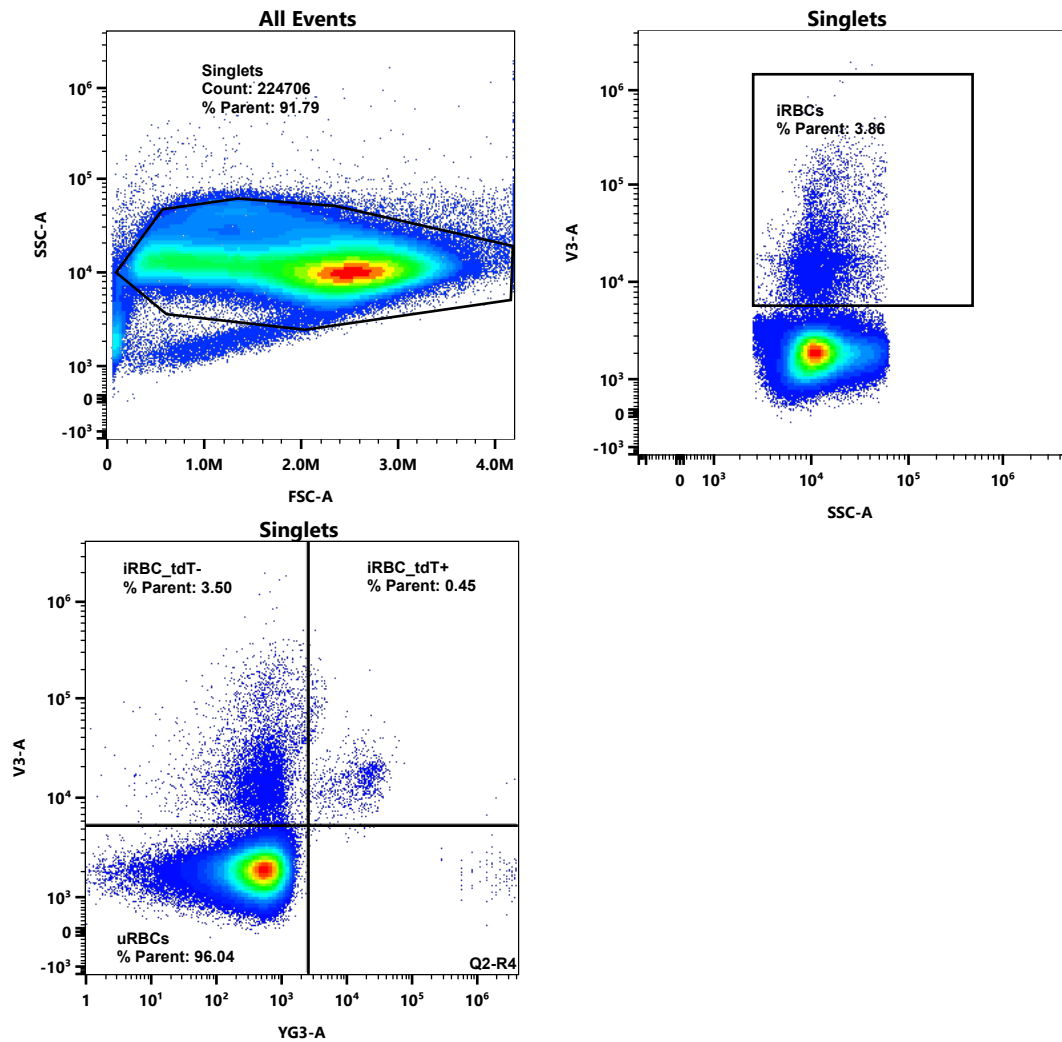 All Events
Singlets
Count: 224706
% Parent: 91.79
10⁶
10⁵
10⁴
10³
0
-10³
SSC-A
0
1.0M
2.0M
3.0M
4.0M
FSC-A
Singlets
iRBCs
% Parent: 3.86
10⁶
10⁵
10⁴
10³
0
-10³
V3-A
0
10³
10⁴
10⁵
10⁶
SSC-A
Singlets
iRBC_tdT-
% Parent: 3.50
iRBC_tdT+
% Parent: 0.45
10⁶
10⁵
10⁴
10³
0
-10³
V3-A
uRBCs
% Parent: 96.04
Q2-R4
1
10¹
10²
10³
10⁴
10⁵
10⁶
YG3-A